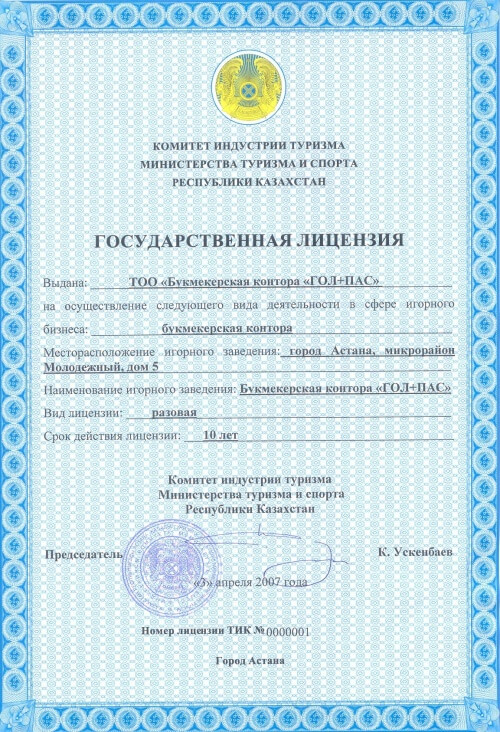 КОМИТЕТ ИНДУСТРИИ ТУРИЗМА
МИНИСТЕРСТВА ТУРИЗМА И СПОРТА
РЕСПУБЛИКИ КАЗАХСТАН
ГОСУДАРСТВЕННАЯ ЛИЦЕНЗИЯ
Выдана: ТОО «Букмекерская контора «ГОЛ+ПАС»
на осуществление следующего вида деятельности в сфере игорного
бизнеса: букмекерская контора
Месторасположение игорного заведения: город Астана, микрорайон
Молодежный, дом 5
Наименование игорного заведения: Букмекерская контора «ГОЛ+ПАС»
Вид лицензии: разовая
Срок действия лицензии: 10 лет
Комитет индустрии туризма
Министерства туризма и спорта
Республики Казахстан
Председатель К. Ускенбаев
«3» апреля 2007 года
Номер лицензии ТИК №0000001
Город Астана